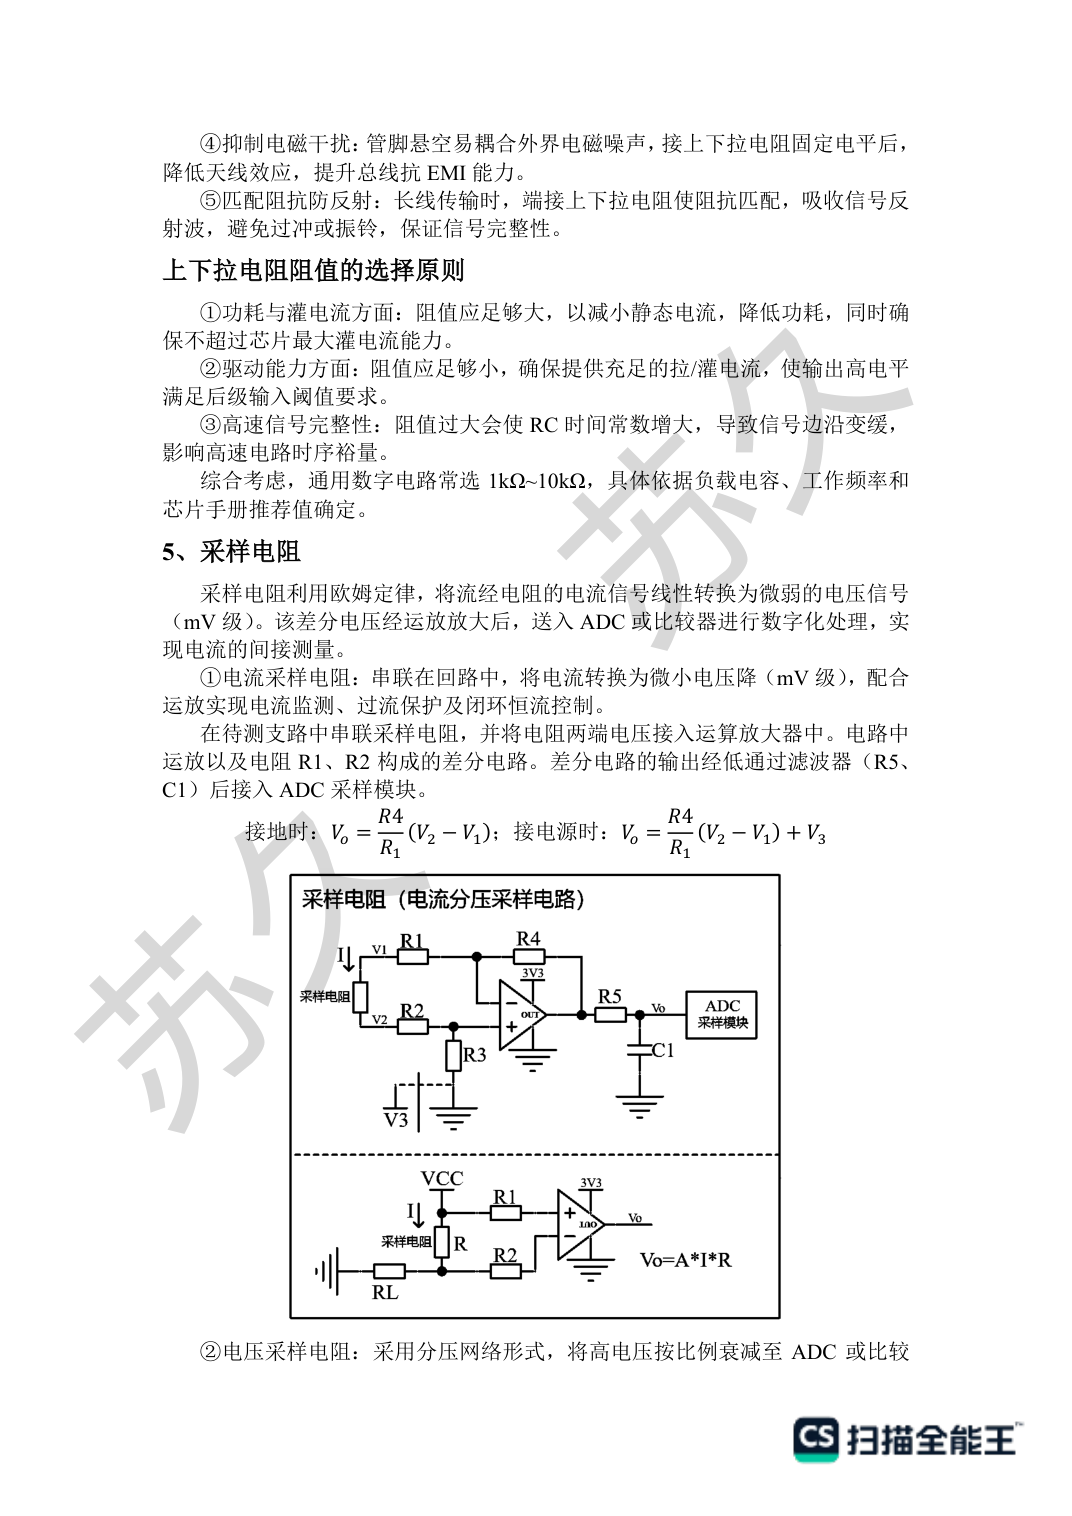 ④抑制电磁干扰：管脚悬空易耦合外界电磁噪声，接上下拉电阻固定电平后，
降低天线效应，提升总线抗 EMI 能力。
⑤匹配阻抗防反射：长线传输时，端接上下拉电阻使阻抗匹配，吸收信号反
射波，避免过冲或振铃，保证信号完整性。
上下拉电阻阻值的选择原则
①功耗与灌电流方面：阻值应足够大，以减小静态电流，降低功耗，同时确
保不超过芯片最大灌电流能力。
②驱动能力方面：阻值应足够小，确保提供充足的拉/灌电流，使输出高电平
满足后级输入阈值要求。
③高速信号完整性：阻值过大会使 RC 时间常数增大，导致信号边沿变缓，
影响高速电路时序裕量。
综合考虑，通用数字电路常选 1kΩ~10kΩ，具体依据负载电容、工作频率和
芯片手册推荐值确定。
5、采样电阻
采样电阻利用欧姆定律，将流经电阻的电流信号线性转换为微弱的电压信号
（mV 级）。该差分电压经运放放大后，送入 ADC 或比较器进行数字化处理，实
现电流的间接测量。
①电流采样电阻：串联在回路中，将电流转换为微小电压降（mV 级），配合
运放实现电流监测、过流保护及闭环恒流控制。
在待测支路中串联采样电阻，并将电阻两端电压接入运算放大器中。电路中
运放以及电阻 R1、R2 构成的差分电路。差分电路的输出经低通过滤波器（R5、
C1）后接入 ADC 采样模块。
接地时：V_o = R4/R_1 (V_2 − V_1)；接电源时：V_o = R4/R_1 (V_2 − V_1) + V_3
采样电阻（电流分压采样电路）
I V1 R1 R4
3V3
采样电阻 OUT R5 Vo ADC
采样模块
V2 R2
R3 C1
V3
VCC
I R1 3V3
采样电阻 R OUT Vo
R2 Vo=A*I*R
RL
②电压采样电阻：采用分压网络形式，将高电压按比例衰减至 ADC 或比较
苏久
苏久
CS 扫描全能王™